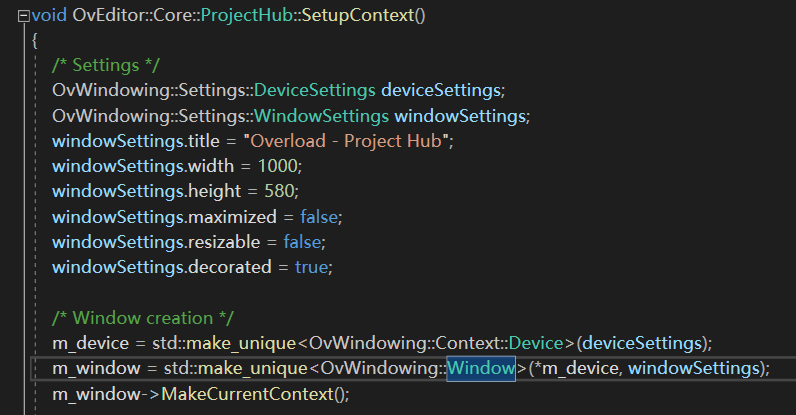 void OvEditor::Core::ProjectHub::SetupContext()
{
/* Settings */
OvWindowing::Settings::DeviceSettings deviceSettings;
OvWindowing::Settings::WindowSettings windowSettings;
windowSettings.title = "Overload - Project Hub";
windowSettings.width = 1000;
windowSettings.height = 580;
windowSettings.maximized = false;
windowSettings.resizable = false;
windowSettings.decorated = true;
/* Window creation */
m_device = std::make_unique<OvWindowing::Context::Device>(deviceSettings);
m_window = std::make_unique<OvWindowing::Window>(*m_device, windowSettings);
m_window->MakeCurrentContext();